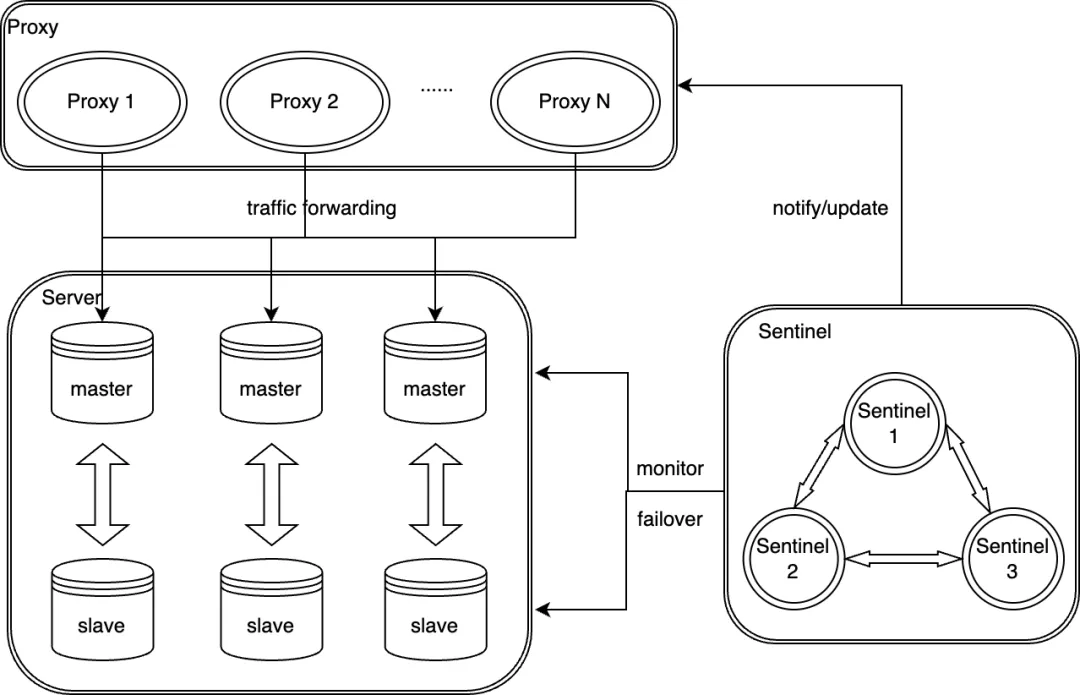 Proxy
Proxy 1
Proxy 2
......
Proxy N
traffic forwarding
notify/update
Server
master
master
master
slave
slave
slave
monitor
failover
Sentinel
Sentinel
1
Sentinel
2
Sentinel
3